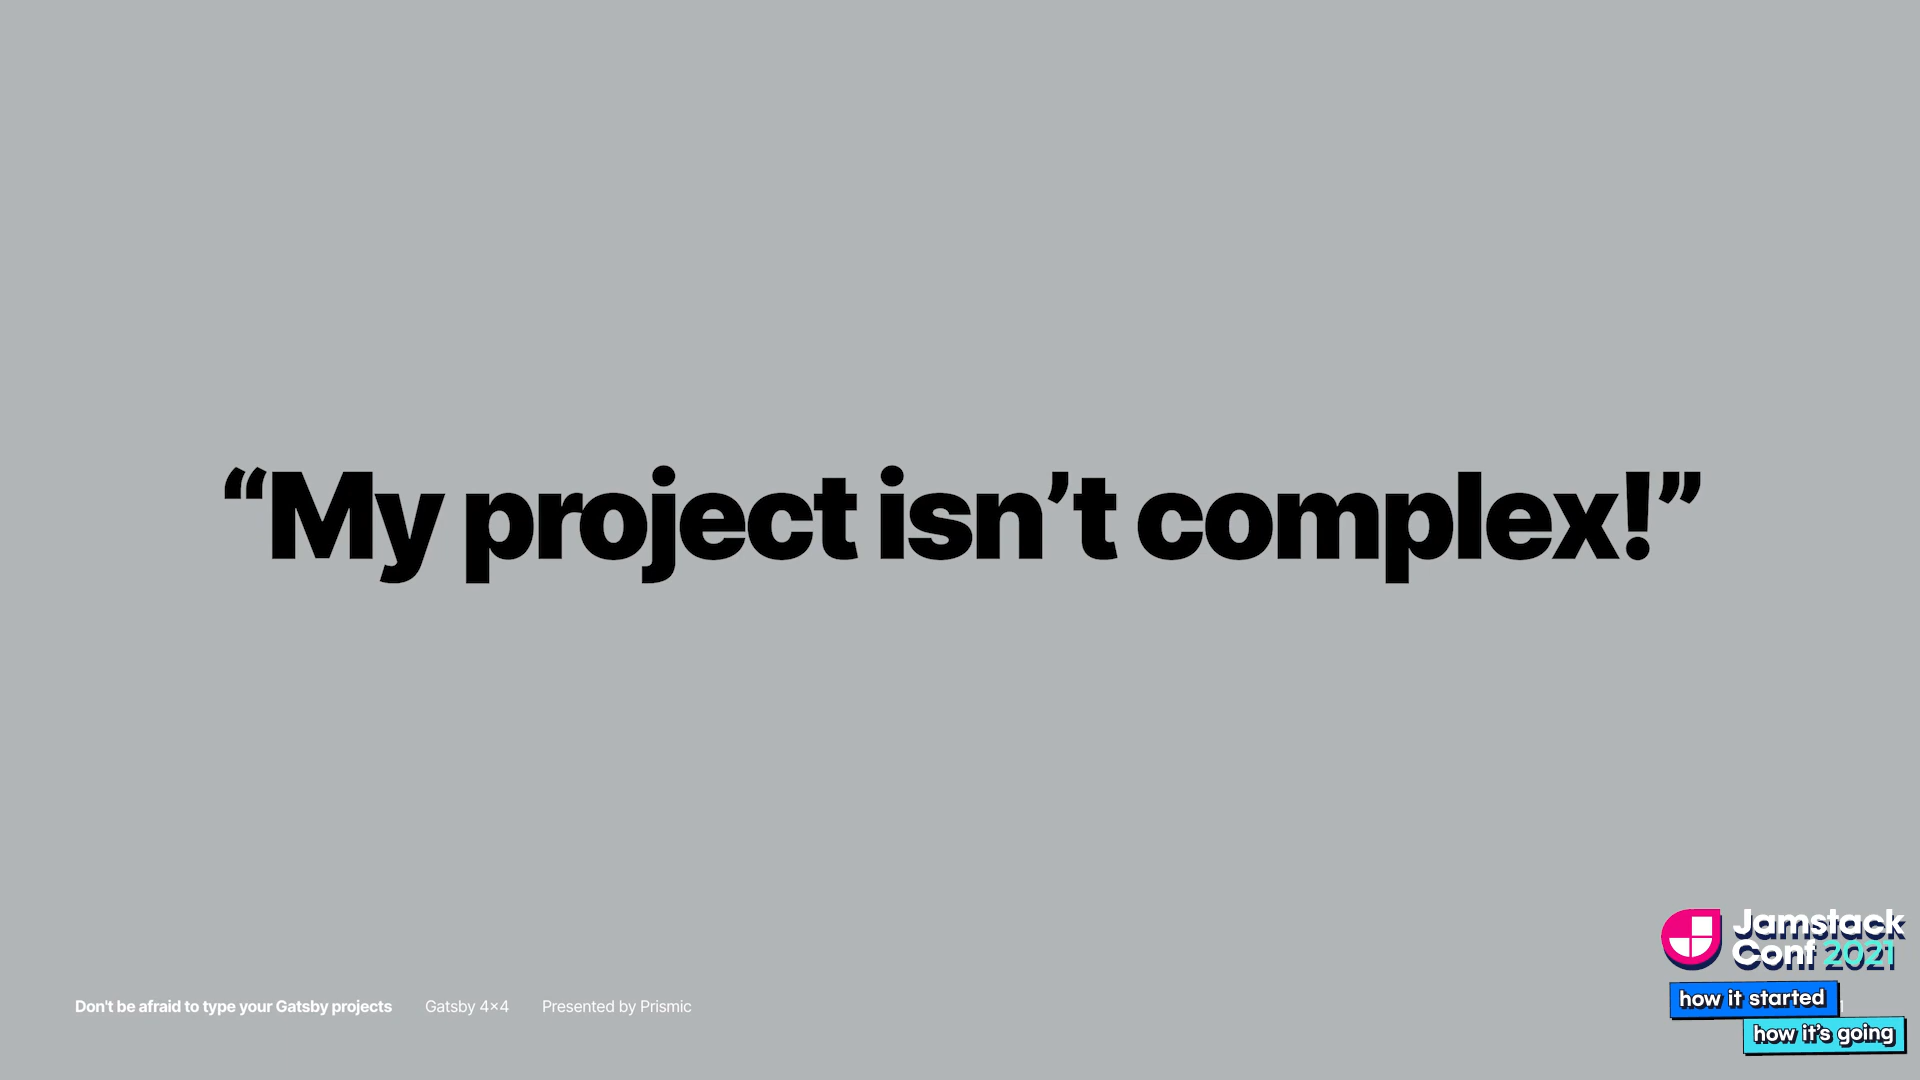 “My project isn’t complex!”
Don't be afraid to type your Gatsby projects Gatsby 4×4 Presented by Prismic
Jamstack
Conf 2021
how it started
how it's going